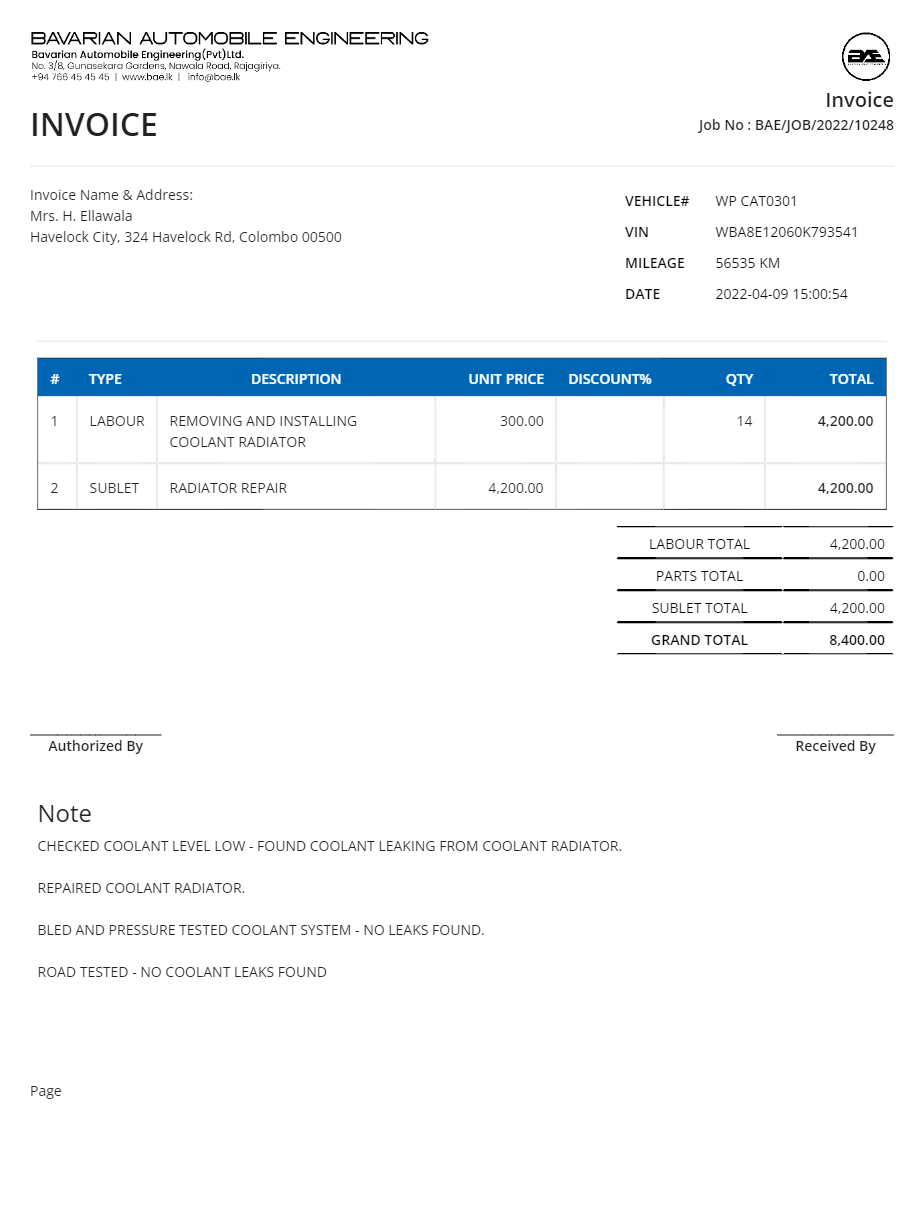 BAVARIAN AUTOMOBILE ENGINEERING
Bavarian Automobile Engineering(Pvt)Ltd.
No. 3/8, Gunasekara Gardens, Nawala Road, Rajagiriya.
+94 766 45 45 45 | www.bae.lk | info@bae.lk
BAE
Invoice
INVOICE
Job No : BAE/JOB/2022/10248
Invoice Name & Address:
Mrs. H. Ellawala
Havelock City, 324 Havelock Rd, Colombo 00500
VEHICLE# WP CAT0301
VIN WBA8E12060K793541
MILEAGE 56535 KM
DATE 2022-04-09 15:00:54
# TYPE DESCRIPTION UNIT PRICE DISCOUNT% QTY TOTAL
1 LABOUR REMOVING AND INSTALLING 300.00 14 4,200.00
COOLANT RADIATOR
2 SUBLET RADIATOR REPAIR 4,200.00 4,200.00
LABOUR TOTAL 4,200.00
PARTS TOTAL 0.00
SUBLET TOTAL 4,200.00
GRAND TOTAL 8,400.00
Authorized By
Received By
Note
CHECKED COOLANT LEVEL LOW - FOUND COOLANT LEAKING FROM COOLANT RADIATOR.
REPAIRED COOLANT RADIATOR.
BLED AND PRESSURE TESTED COOLANT SYSTEM - NO LEAKS FOUND.
ROAD TESTED - NO COOLANT LEAKS FOUND
Page